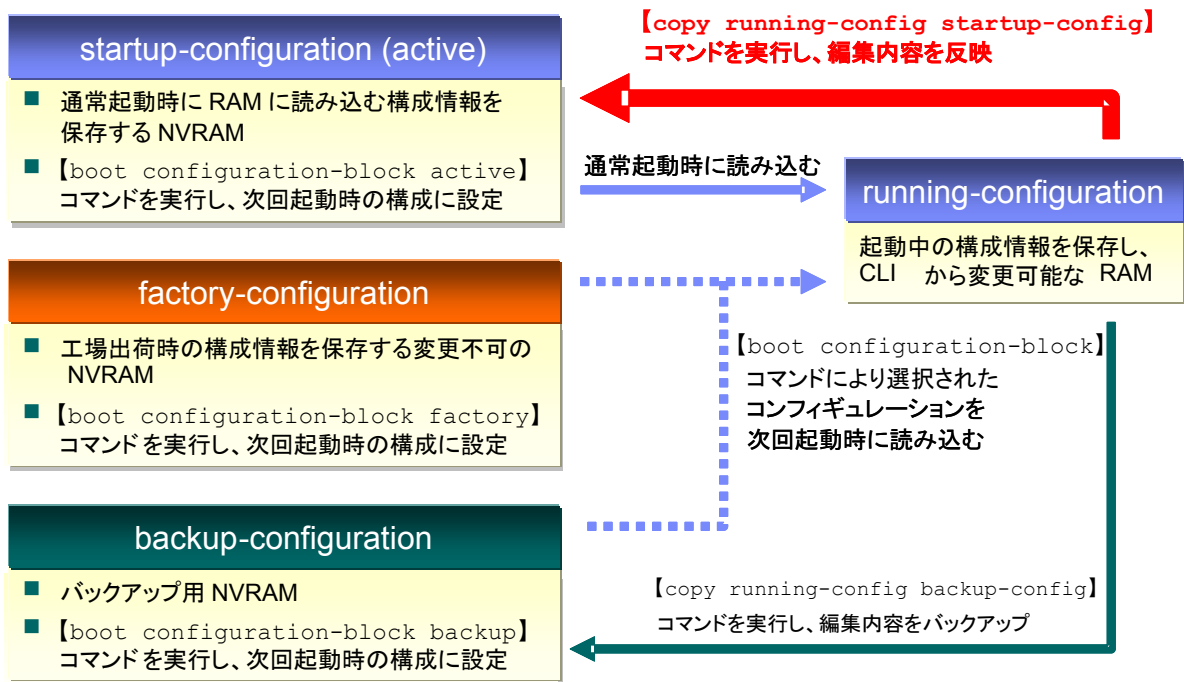 【copy running-config startup-config】
コマンドを実行し、編集内容を反映
startup-configuration (active)
■ 通常起動時に RAM に読み込む構成情報を
保存する NVRAM
■ 【boot configuration-block active】
コマンドを実行し、次回起動時の構成に設定
通常起動時に読み込む
running-configuration
起動中の構成情報を保存し、
CLI から変更可能な RAM
factory-configuration
■ 工場出荷時の構成情報を保存する変更不可の
NVRAM
■ 【boot configuration-block factory】
コマンドを実行し、次回起動時の構成に設定
【boot configuration-block】
コマンドにより選択された
コンフィギュレーションを
次回起動時に読み込む
backup-configuration
■ バックアップ用 NVRAM
■ 【boot configuration-block backup】
コマンドを実行し、次回起動時の構成に設定
【copy running-config backup-config】
コマンドを実行し、編集内容をバックアップ